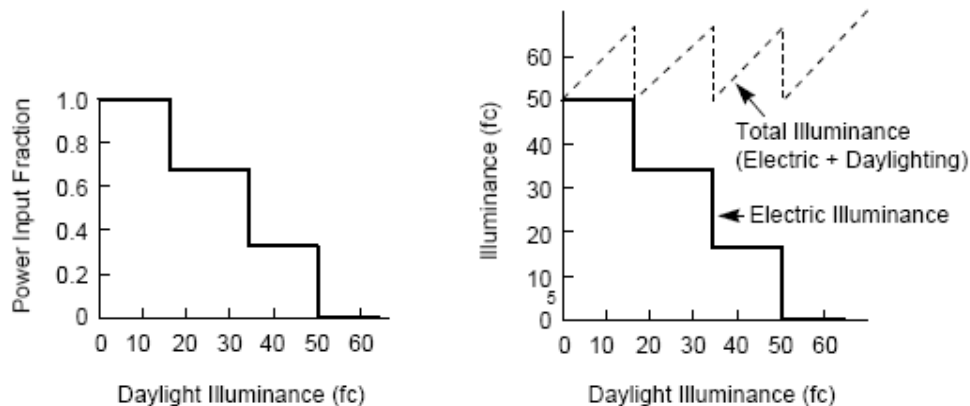 Power Input Fraction
1.0
0.8
0.6
0.4
0.2
0
0 10 20 30 40 50 60
Daylight Illuminance (fc)
Illuminance (fc)
60
50
40
30
20
10
5
0
0 10 20 30 40 50 60
Daylight Illuminance (fc)
Total Illuminance
(Electric + Daylighting)
Electric Illuminance